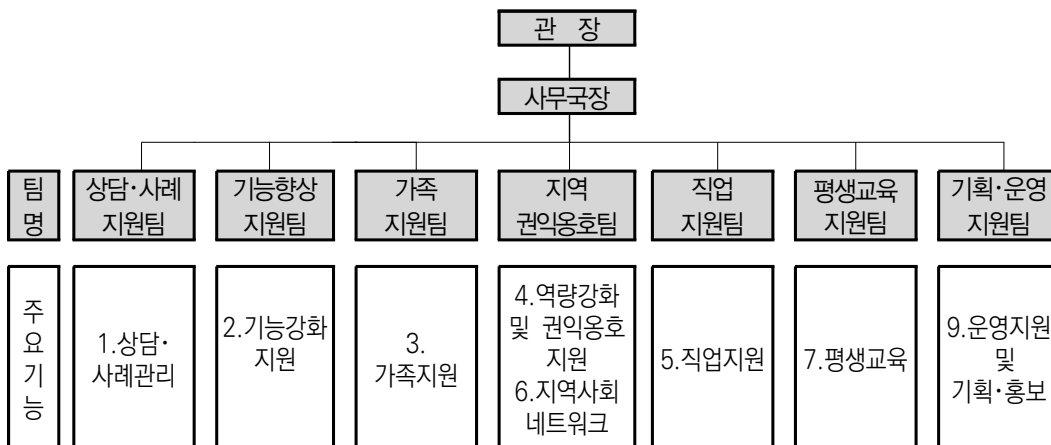 관 장
사무국장
팀
명
상담·사례
지원팀
기능향상
지원팀
가족
지원팀
지역
권익옹호팀
직업
지원팀
평생교육
지원팀
기획·운영
지원팀
주
요
기
능
1.상담·
사례관리
2.기능강화
지원
3.
가족지원
4.역량강화
및 권익옹호
지원
6.지역사회
네트워크
5.직업지원
7.평생교육
9.운영지원
및
기획·홍보